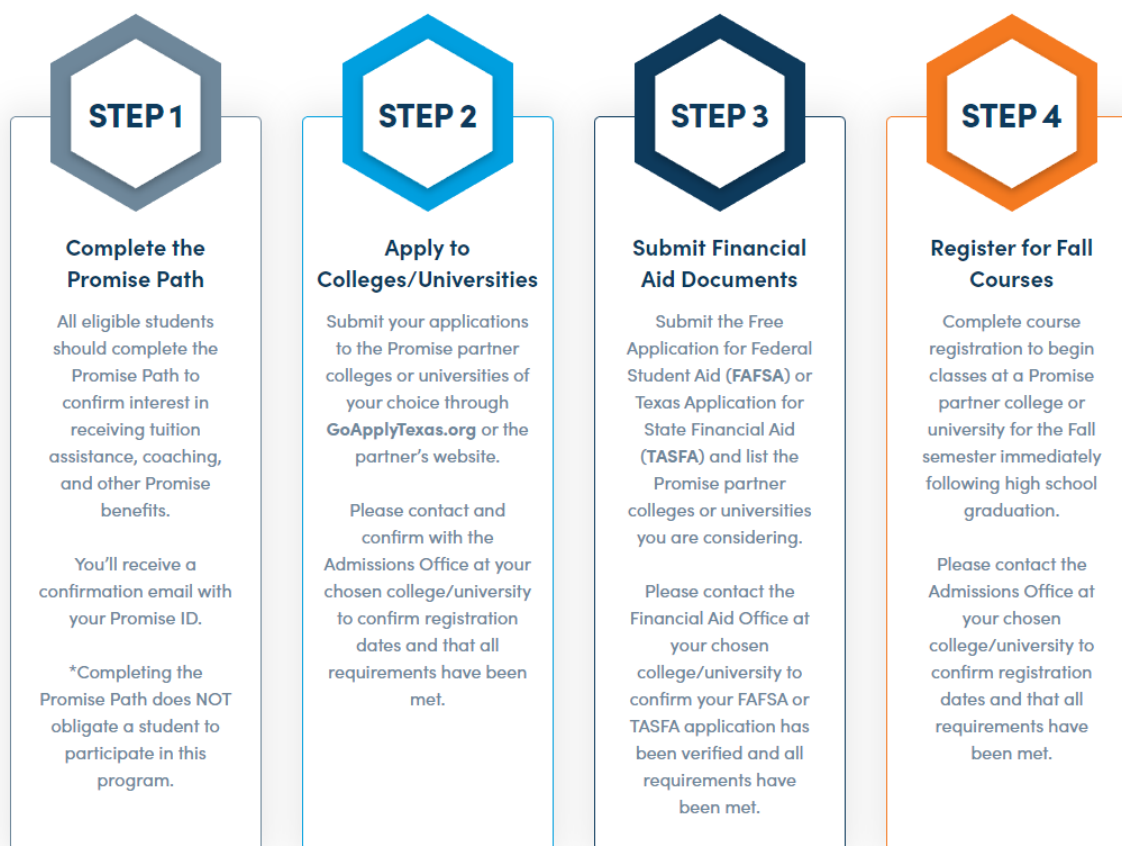 STEP 1
Complete the
Promise Path
All eligible students
should complete the
Promise Path to
confirm interest in
receiving tuition
assistance, coaching,
and other Promise
benefits.
You'll receive a
confirmation email with
your Promise ID.
*Completing the
Promise Path does NOT
obligate a student to
participate in this
program.
STEP 2
Apply to
Colleges/Universities
Submit your applications
to the Promise partner
colleges or universities of
your choice through
GoApplyTexas.org or the
partner's website.
Please contact and
confirm with the
Admissions Office at your
chosen college/university
to confirm registration
dates and that all
requirements have been
met.
STEP 3
Submit Financial
Aid Documents
Submit the Free
Application for Federal
Student Aid (FAFSA) or
Texas Application for
State Financial Aid
(TASFA) and list the
Promise partner
colleges or universities
you are considering.
Please contact the
Financial Aid Office at
your chosen
college/university to
confirm your FAFSA or
TASFA application has
been verified and all
requirements have
been met.
STEP 4
Register for Fall
Courses
Complete course
registration to begin
classes at a Promise
partner college or
university for the Fall
semester immediately
following high school
graduation.
Please contact the
Admissions Office at
your chosen
college/university to
confirm registration
dates and that all
requirements have
been met.